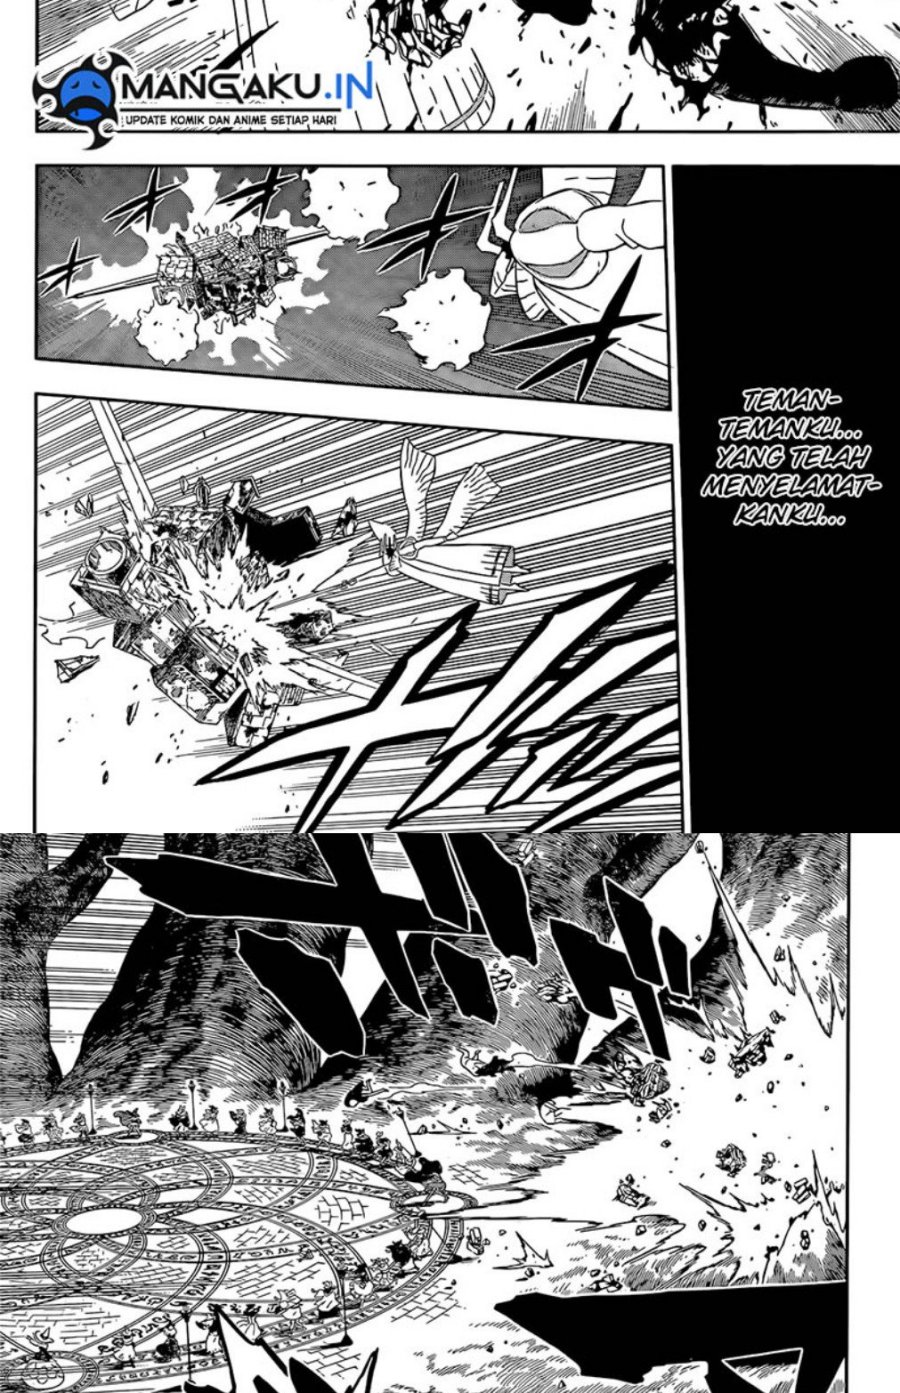 MANGAKU.IN
UPDATE KOMIK DAN ANIME SETIAP HARI
TEMAN-
TEMANKU...
YANG TELAH
MENYELAMAT-
KANKU...